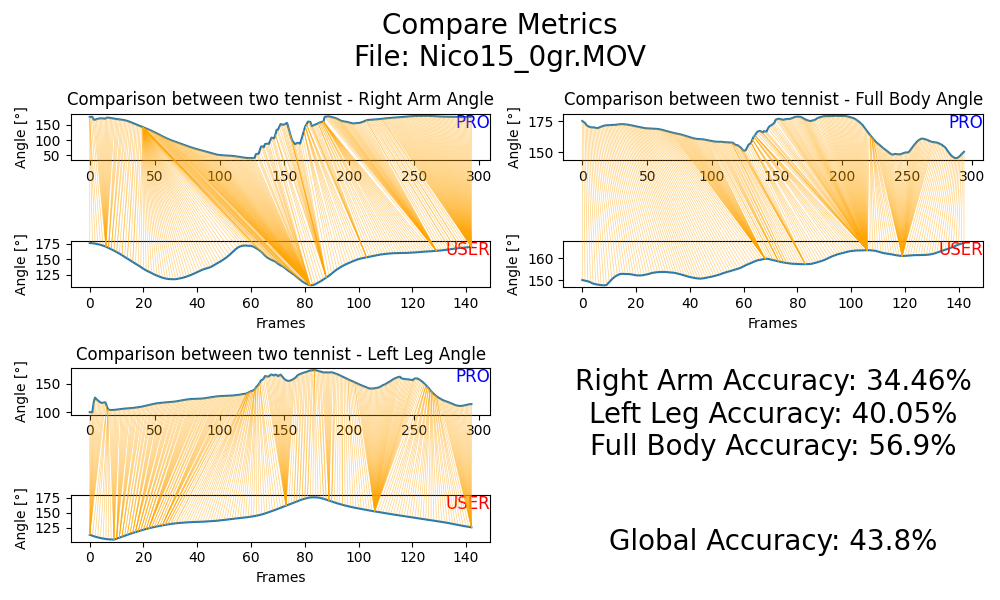 Compare Metrics
File: Nico15_0gr.MOV
Comparison between two tennist - Right Arm Angle
Angle [°]
150
100
50
PRO
0 50 100 150 200 250 300
Angle [°]
175
150
125
USER
0 20 40 60 80 100 120 140
Frames
Comparison between two tennist - Full Body Angle
Angle [°]
175
150
PRO
0 50 100 150 200 250 300
Angle [°]
160
150
USER
0 20 40 60 80 100 120 140
Frames
Comparison between two tennist - Left Leg Angle
Angle [°]
150
100
PRO
0 50 100 150 200 250 300
Angle [°]
175
150
125
USER
0 20 40 60 80 100 120 140
Frames
Right Arm Accuracy: 34.46%
Left Leg Accuracy: 40.05%
Full Body Accuracy: 56.9%
Global Accuracy: 43.8%